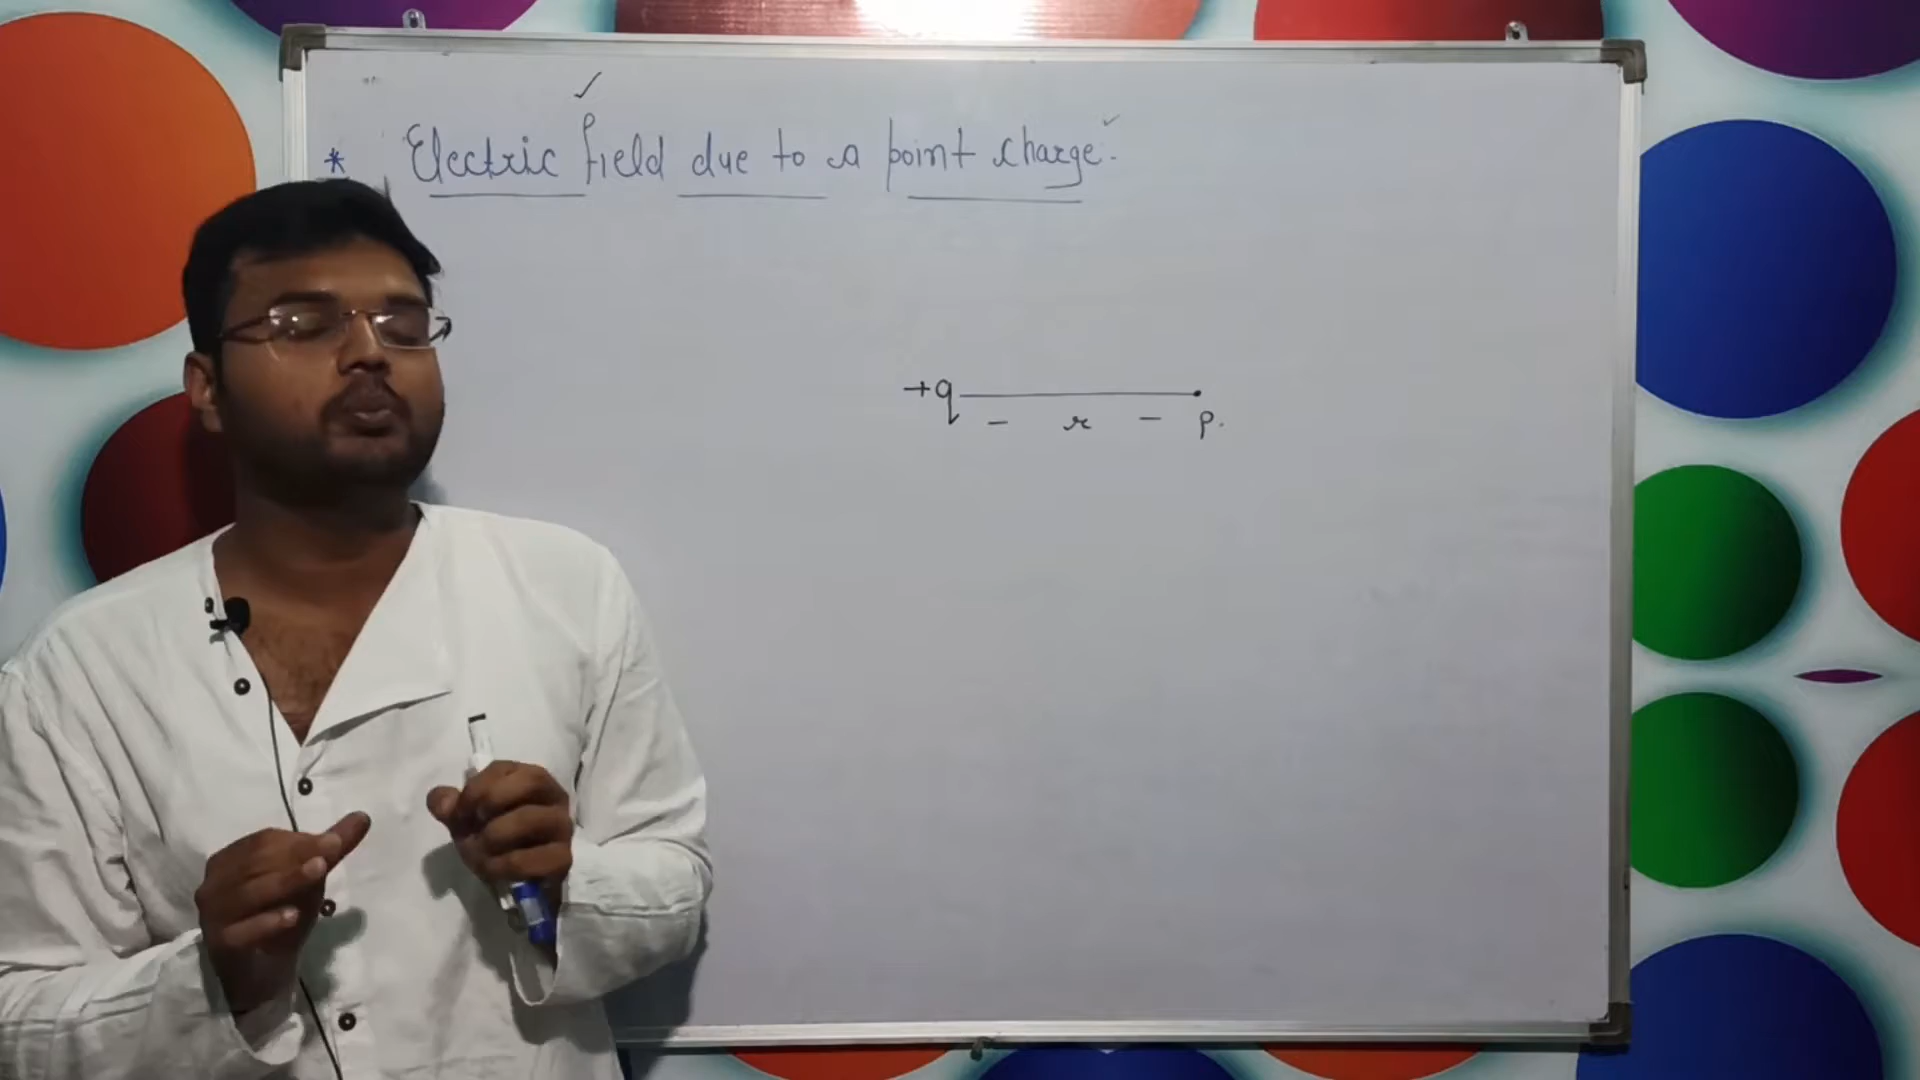 * Electric field due to a point charge.
+q
- r - p.